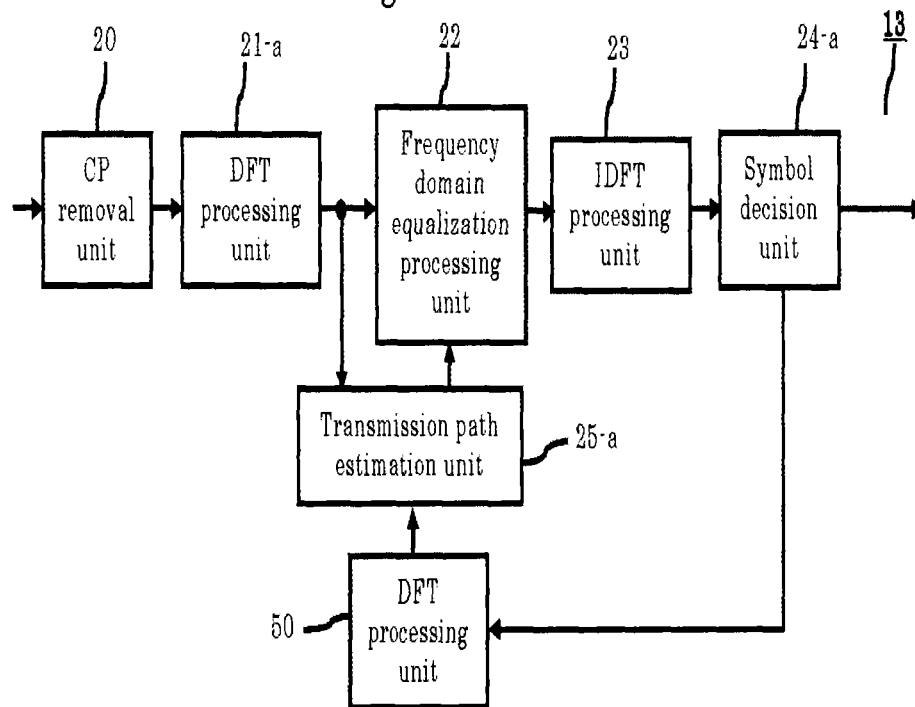 20
21-a
22
23
24-a
13
CP
removal
unit
DFT
processing
unit
Frequency
domain
equalization
processing
unit
IDFT
processing
unit
Symbol
decision
unit
Transmission path
estimation unit
25-a
50
DFT
processing
unit